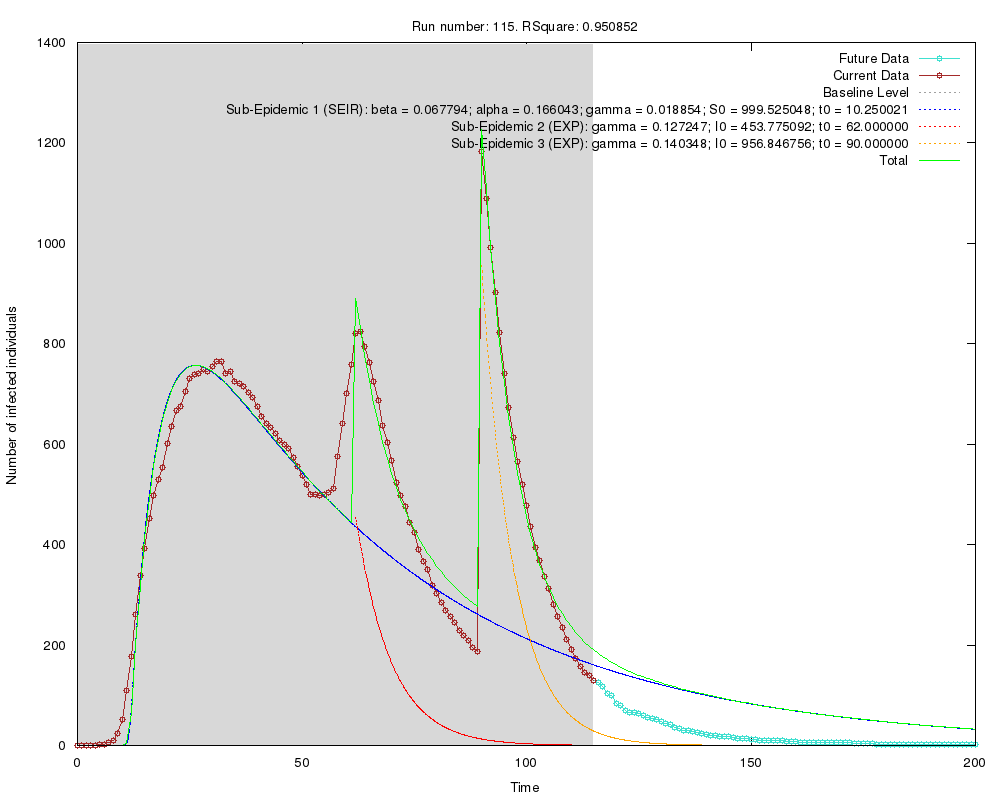 Run number: 115. RSquare: 0.950852
1400
1200
1000
800
600
400
200
0
Number of infected individuals
Future Data
Current Data
Baseline Level
Sub-Epidemic 1 (SEIR): beta = 0.067794; alpha = 0.166043; gamma = 0.018854; S0 = 999.525048; t0 = 10.250021
Sub-Epidemic 2 (EXP): gamma = 0.127247; I0 = 453.775092; t0 = 62.000000
Sub-Epidemic 3 (EXP): gamma = 0.140348; I0 = 956.846756; t0 = 90.000000
Total
0 50 100 150 200
Time